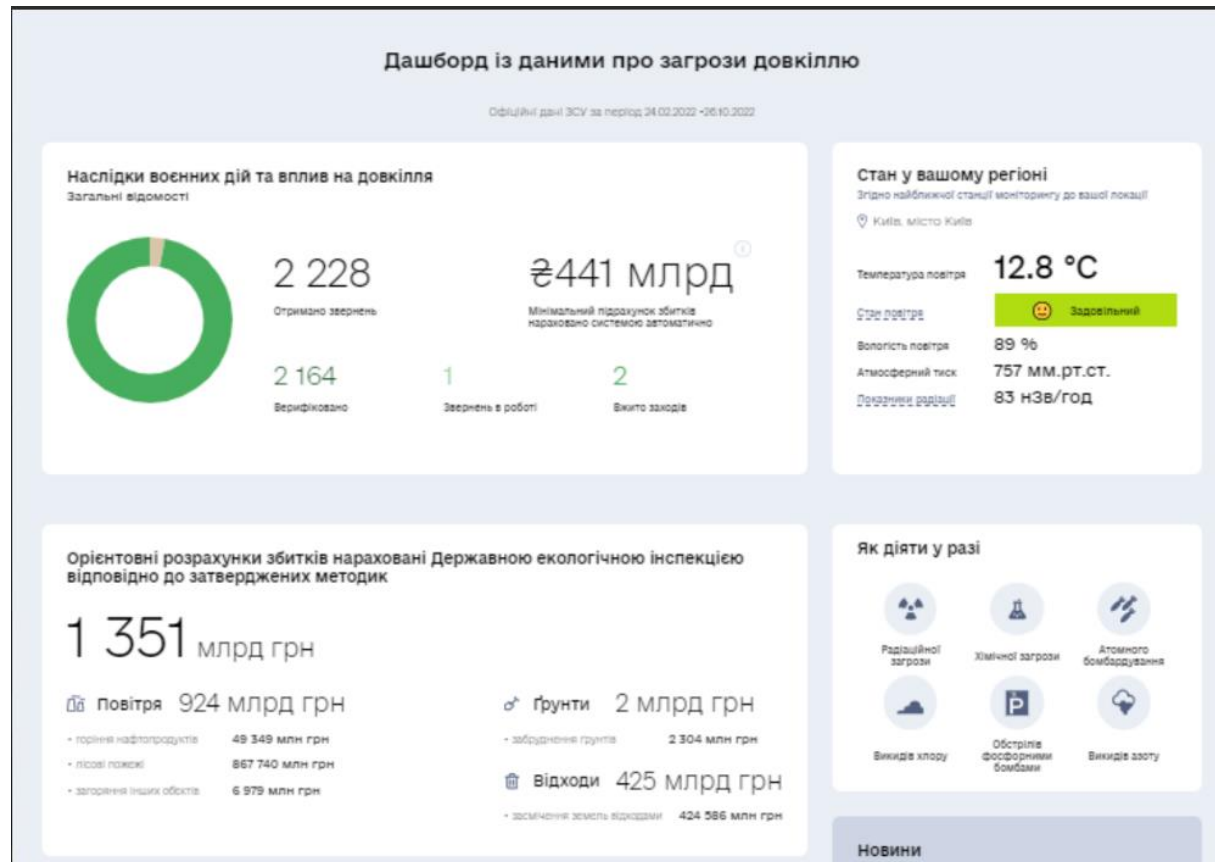 Дашборд із даними про загрози довкіллю
Офіційні дані ЗСУ за період 24.02.2022 -26.10.2022
Наслідки воєнних дій та вплив на довкілля
Загальні відомості
2 228
Отримано звернень
₴441 млрд
Мінімальний підрахунок збитків
нараховано системою автоматично
2 164
Верифіковано
1
Звернень в роботі
2
Вжито заходів
Стан у вашому регіоні
Згідно найближчої станції моніторингу до вашої локації
Київ, місто Київ
Температура повітря 12.8 °C
Стан повітря Задовільний
Вологість повітря 89 %
Атмосферний тиск 757 мм.рт.ст.
Показники радіації 83 нЗв/год
Орієнтовні розрахунки збитків нараховані Державною екологічною інспекцією
відповідно до затверджених методик
1 351 млрд грн
Повітря 924 млрд грн
• горіння нафтопродуктів 49 349 млн грн
• лісові пожежі 867 740 млн грн
• загоряння інших обєктів 6 979 млн грн
Ґрунти 2 млрд грн
• забруднення грунтів 2 304 млн грн
Відходи 425 млрд грн
• засмічення земель відходами 424 586 млн грн
Як діяти у разі
Радіаційної
загрози
Хімічної загрози
Атомного
бомбардування
Викидів хлору
P
Обстрілів
фосфорними
бомбами
Викидів азоту
Новини